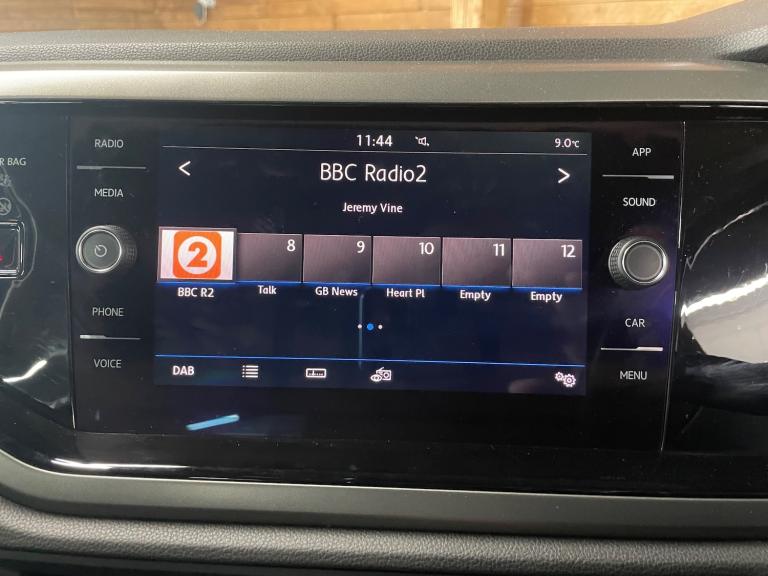 R BAG
RADIO
MEDIA
PHONE
VOICE
11:44
9.0°C
< BBC Radio2 >
Jeremy Vine
2
8
9
10
11
12
BBC R2
Talk
GB News
Heart Pl
Empty
Empty
DAB
APP
SOUND
CAR
MENU